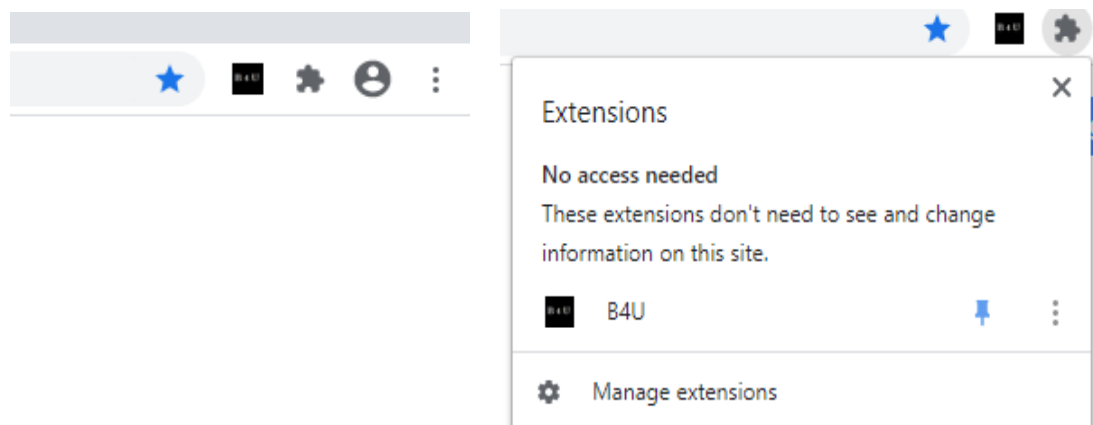 B4U
B4U
Extensions
No access needed
These extensions don't need to see and change
information on this site.
B4U
B4U
Manage extensions